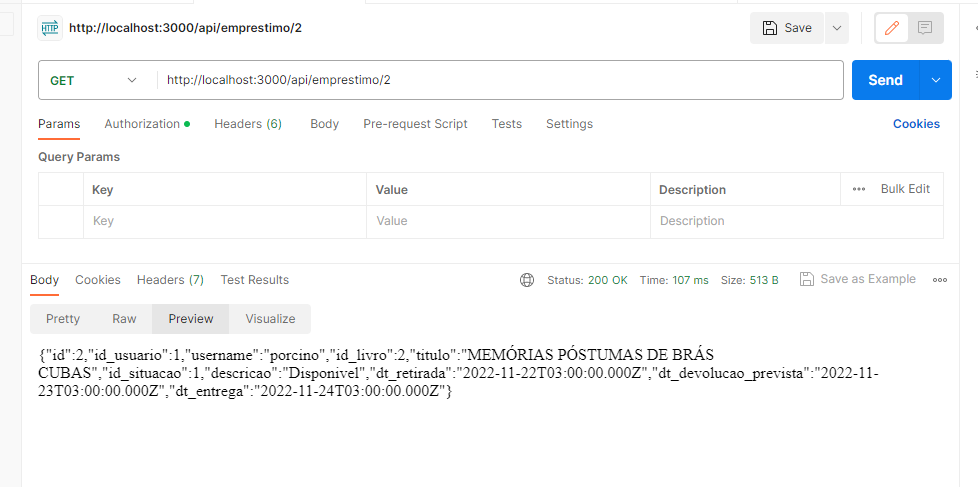 HTTP http://localhost:3000/api/emprestimo/2 Save
GET http://localhost:3000/api/emprestimo/2 Send
Params Authorization Headers (6) Body Pre-request Script Tests Settings Cookies
Query Params
Key Value Description Bulk Edit
Key Value Description
Body Cookies Headers (7) Test Results Status: 200 OK Time: 107 ms Size: 513 B Save as Example
Pretty Raw Preview Visualize
{"id":2,"id_usuario":1,"username":"porcino","id_livro":2,"titulo":"MEMÓRIAS PÓSTUMAS DE BRÁS
CUBAS","id_situacao":1,"descricao":"Disponivel","dt_retirada":"2022-11-22T03:00:00.000Z","dt_devolucao_prevista":"2022-11-
23T03:00:00.000Z","dt_entrega":"2022-11-24T03:00:00.000Z"}